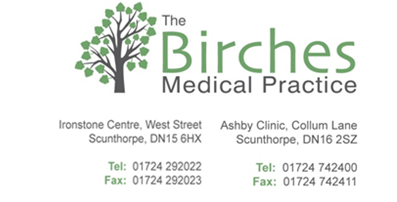 The
Birches
Medical Practice
Ironstone Centre, West Street
Scunthorpe, DN15 6HX
Tel: 01724 292022
Fax: 01724 292023
Ashby Clinic, Collum Lane
Scunthorpe, DN16 2SZ
Tel: 01724 742400
Fax: 01724 742411